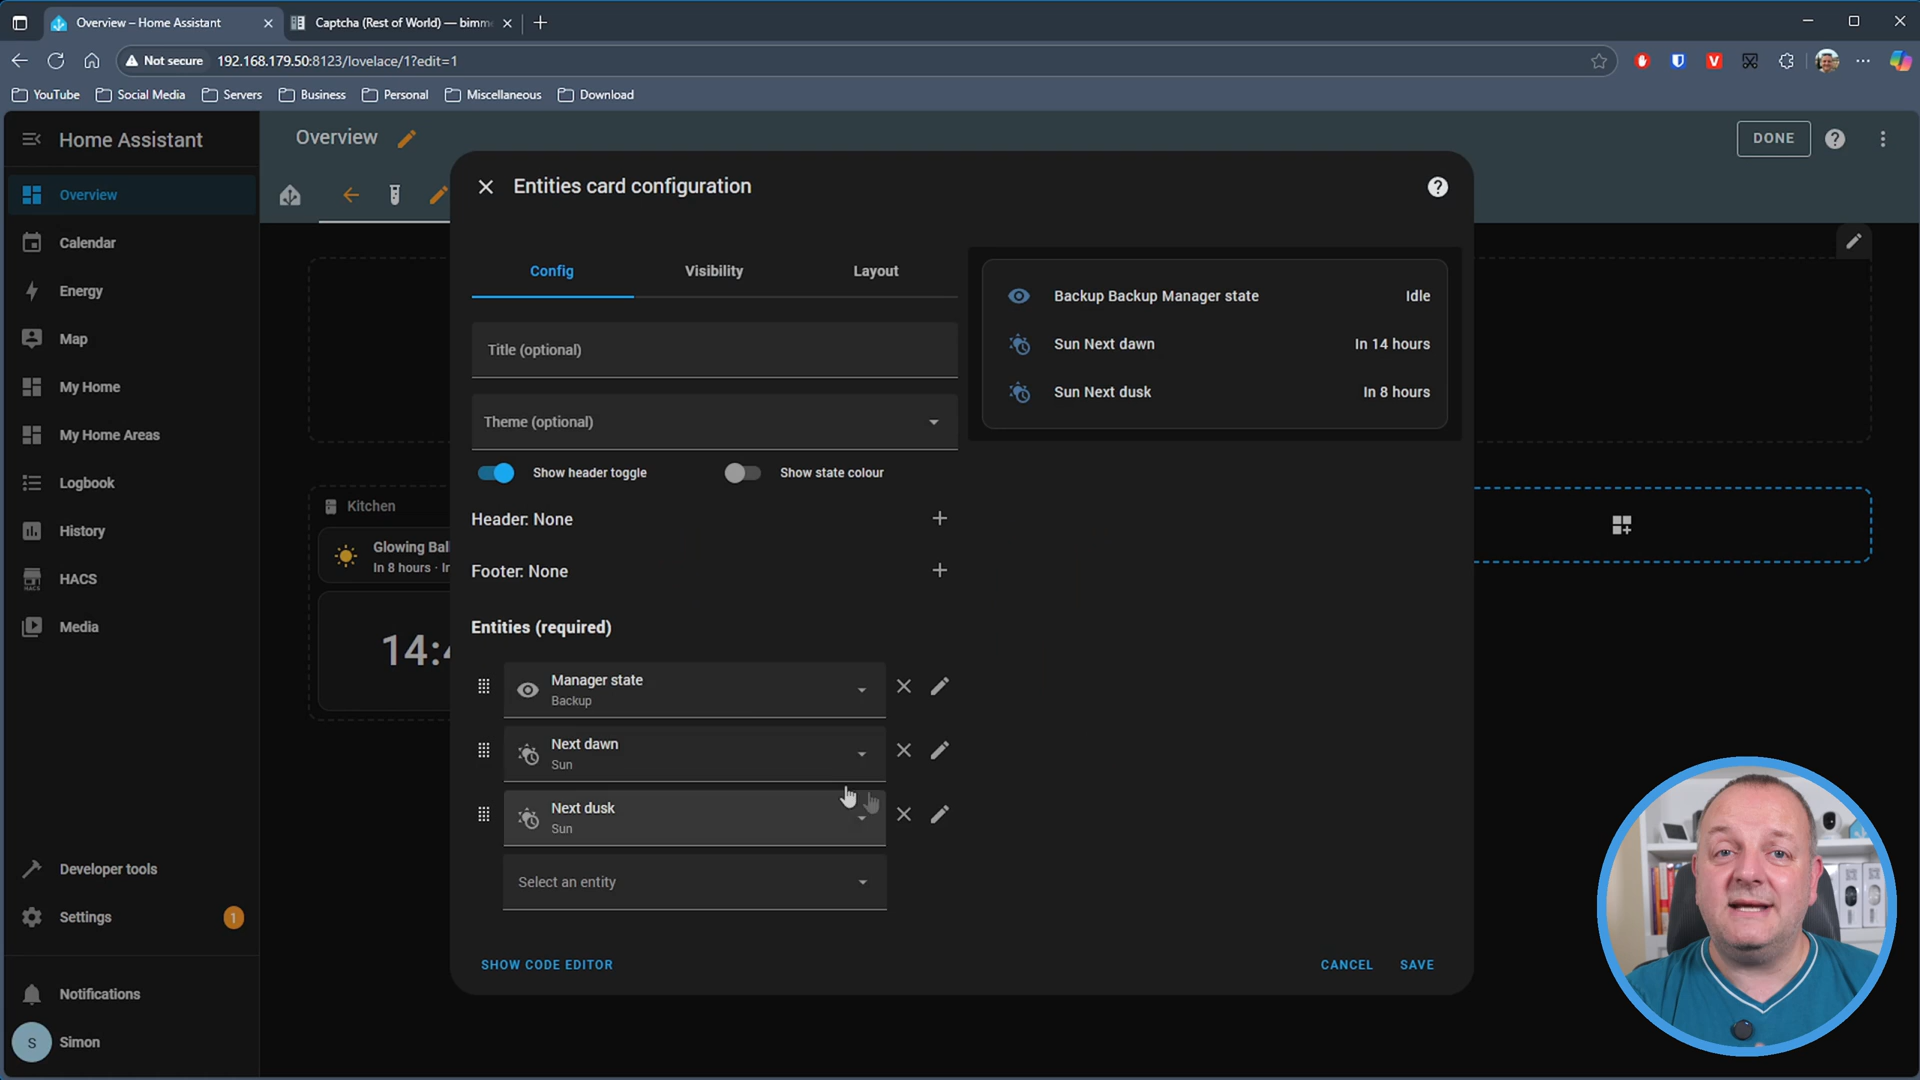 Overview – Home Assistant
Captcha (Rest of World) — bimme
Not secure
192.168.179.50:8123/lovelace/1?edit=1
YouTube
Social Media
Servers
Business
Personal
Miscellaneous
Download
Home Assistant
Overview
DONE
Overview
Calendar
Energy
Map
My Home
My Home Areas
Logbook
History
HACS
Media
Developer tools
Settings
1
Notifications
S
Simon
Kitchen
Glowing Bal
In 8 hours · I
14:4
Entities card configuration
Config
Visibility
Layout
Title (optional)
Theme (optional)
Show header toggle
Show state colour
Header: None
Footer: None
Entities (required)
Manager state
Backup
Next dawn
Sun
Next dusk
Sun
Select an entity
SHOW CODE EDITOR
CANCEL
SAVE
Backup Backup Manager state
Idle
Sun Next dawn
In 14 hours
Sun Next dusk
In 8 hours